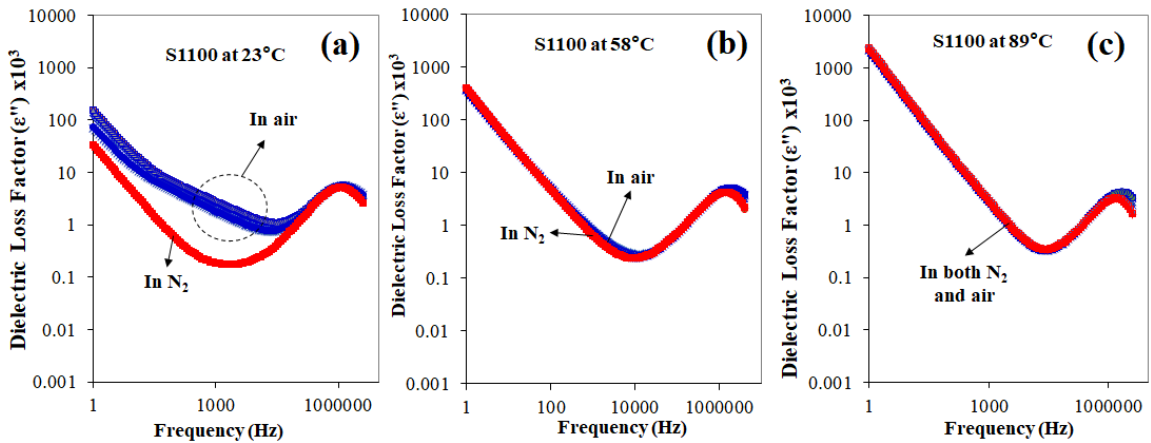 Dielectric Loss Factor (ε'') x10³
10000
1000
100
10
1
0.1
0.01
0.001
S1100 at 23°C
(a)
In air
In N₂
1
1000
1000000
Frequency (Hz)
Dielectric Loss Factor (ε'') x10³
10000
1000
100
10
1
0.1
0.01
0.001
S1100 at 58°C
(b)
In air
In N₂
1
100
10000
1000000
Frequency (Hz)
Dielectric Loss Factor (ε'') x10³
10000
1000
100
10
1
0.1
0.01
0.001
S1100 at 89°C
(c)
In both N₂
and air
1
1000
1000000
Frequency (Hz)